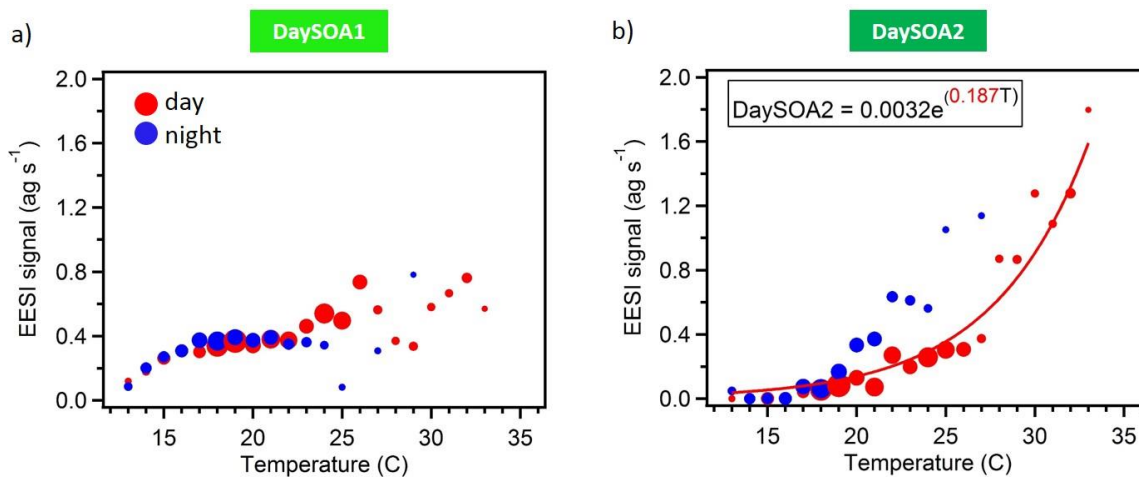 a)
DaySOA1
2.0
1.6
1.2
0.8
0.4
0.0
EESI signal (ag s⁻¹)
day
night
15
20
25
30
35
Temperature (C)
b)
DaySOA2
2.0
1.6
1.2
0.8
0.4
0.0
EESI signal (ag s⁻¹)
DaySOA2 = 0.0032e^(0.187T)
15
20
25
30
35
Temperature (C)